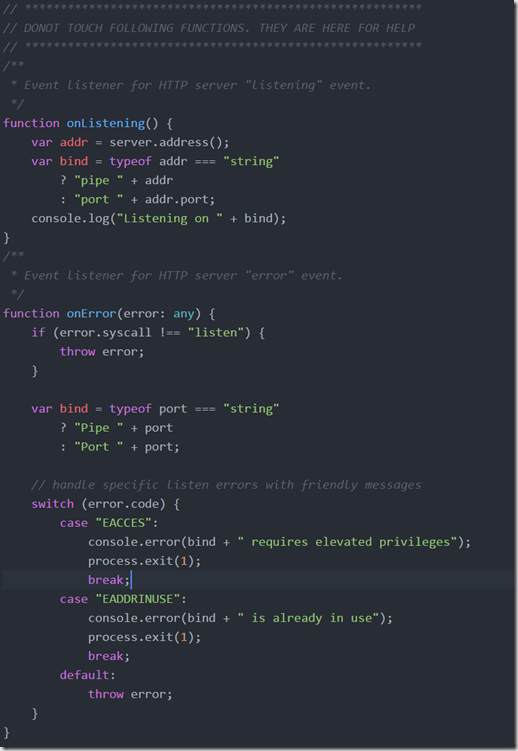 // ********************************************************
// DONOT TOUCH FOLLOWING FUNCTIONS. THEY ARE HERE FOR HELP
// ********************************************************
/**
 * Event listener for HTTP server "listening" event.
 */
function onListening() {
    var addr = server.address();
    var bind = typeof addr === "string"
        ? "pipe " + addr
        : "port " + addr.port;
    console.log("Listening on " + bind);
}
/**
 * Event listener for HTTP server "error" event.
 */
function onError(error: any) {
    if (error.syscall !== "listen") {
        throw error;
    }

    var bind = typeof port === "string"
        ? "Pipe " + port
        : "Port " + port;

    // handle specific listen errors with friendly messages
    switch (error.code) {
        case "EACCES":
            console.error(bind + " requires elevated privileges");
            process.exit(1);
            break;
        case "EADDRINUSE":
            console.error(bind + " is already in use");
            process.exit(1);
            break;
        default:
            throw error;
    }
}